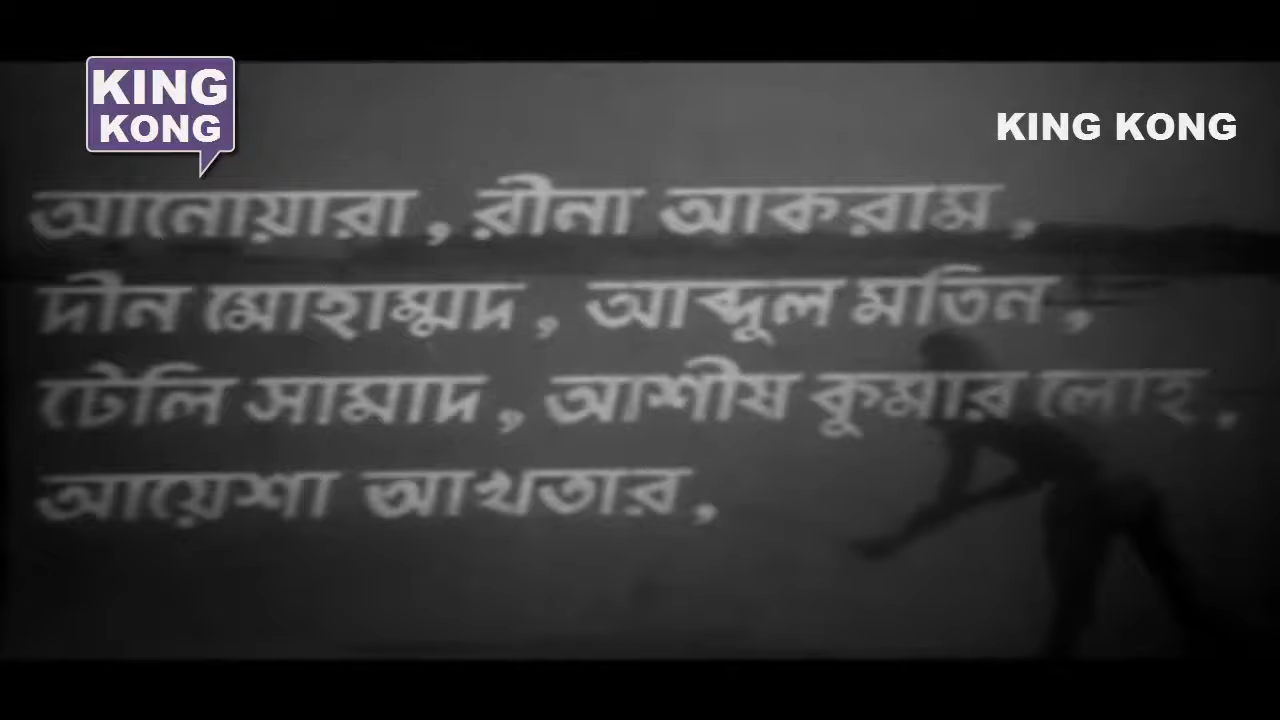 KING
KONG
KING KONG
আনোয়ারা, রীনা আকরাম,
দীন মোহাম্মদ, আব্দুল মতিন,
টেলি সামাদ, আশীষ কুমার লোহ,
আয়েশা আখতার,